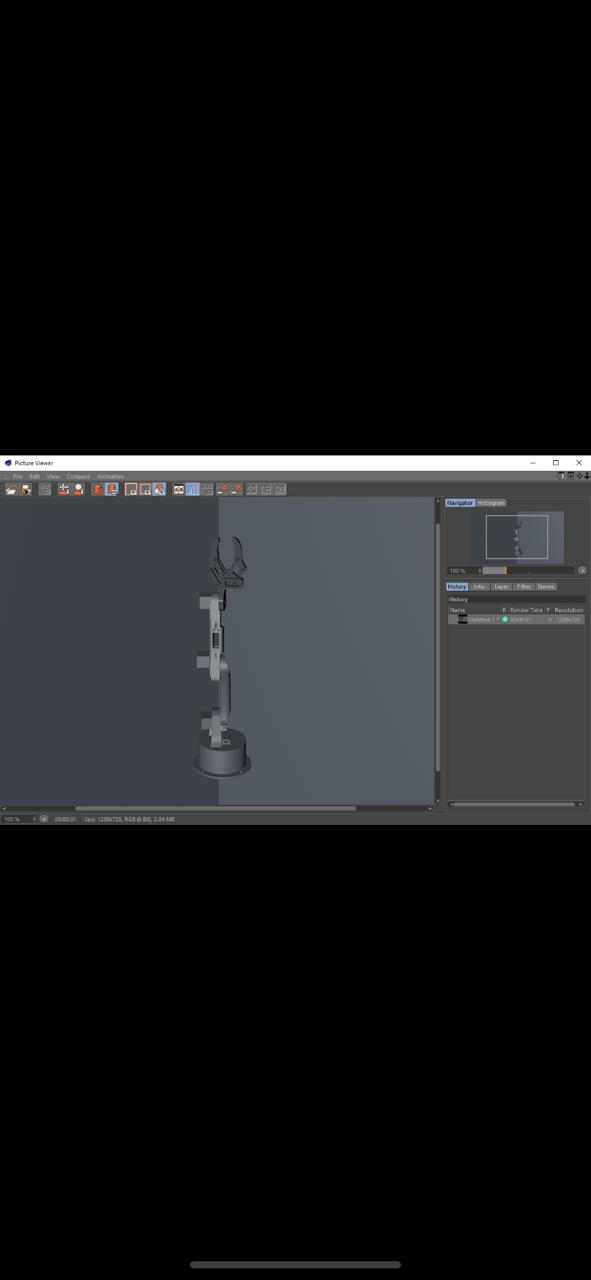 Picture Viewer
File Edit View Compare Animation
Navigator Histogram
100 %
History Info Layer Filter Stereo
History
Name R Render Time F Resolution
Untitled 1 * 00:00:01 0 1280x720
100 % 00:00:01 Size: 1280x720, RGB (8 Bit), 2.84 MB